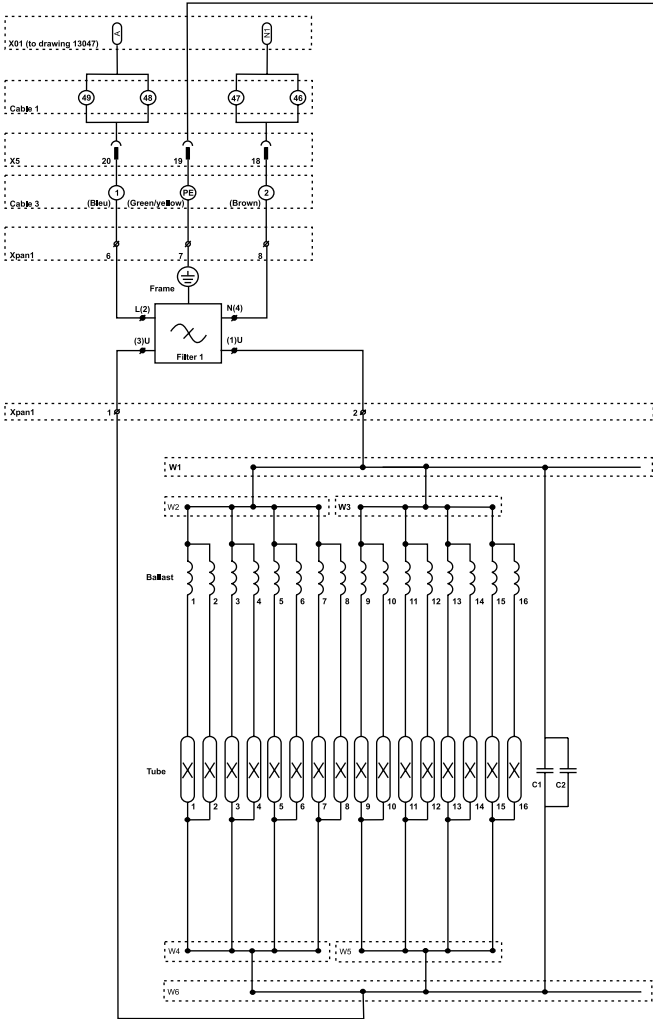 A N1
X01 (to drawing 13047)
49 48 47 46
Cable 1
20 19 18
X5
1 PE 2
Cable 3 (Bleu) (Green/yellow) (Brown)
Xpan1 6 7 8
Frame
L(2) N(4)
(3)U (1)U
Filter 1
Xpan1 1 2
W1
W2 W3
Ballast
1 2 3 4 5 6 7 8 9 10 11 12 13 14 15 16
Tube
C1 C2
1 2 3 4 5 6 7 8 9 10 11 12 13 14 15 16
W4 W5
W6